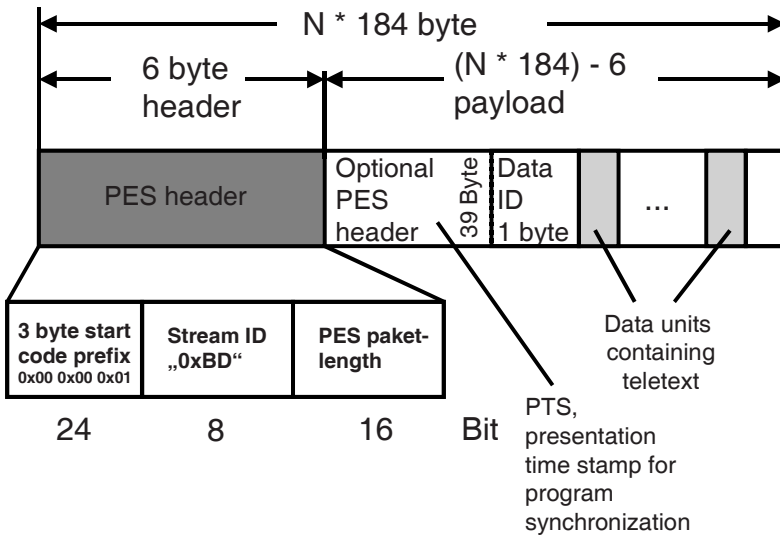 N * 184 byte
6 byte
header
(N * 184) - 6
payload
PES header
Optional
PES
header
39 Byte
Data
ID
1 byte
...
3 byte start
code prefix
0x00 0x00 0x01
Stream ID
„0xBD“
PES paket-
length
Data units
containing
teletext
24
8
16
Bit
PTS,
presentation
time stamp for
program
synchronization